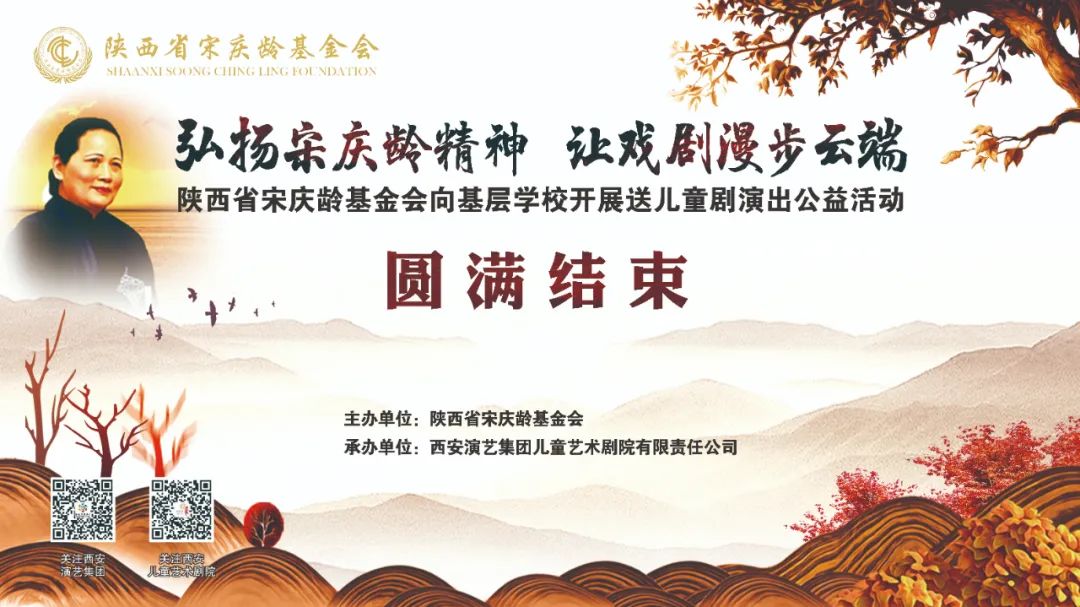 陕西省宋庆龄基金会
SHAANXI SOONG CHING LING FOUNDATION
弘扬宋庆龄精神 让戏剧漫步云端
陕西省宋庆龄基金会向基层学校开展送儿童剧演出公益活动
圆满结束
主办单位：陕西省宋庆龄基金会
承办单位：西安演艺集团儿童艺术剧院有限责任公司
关注西安
演艺集团
关注西安
儿童艺术剧院